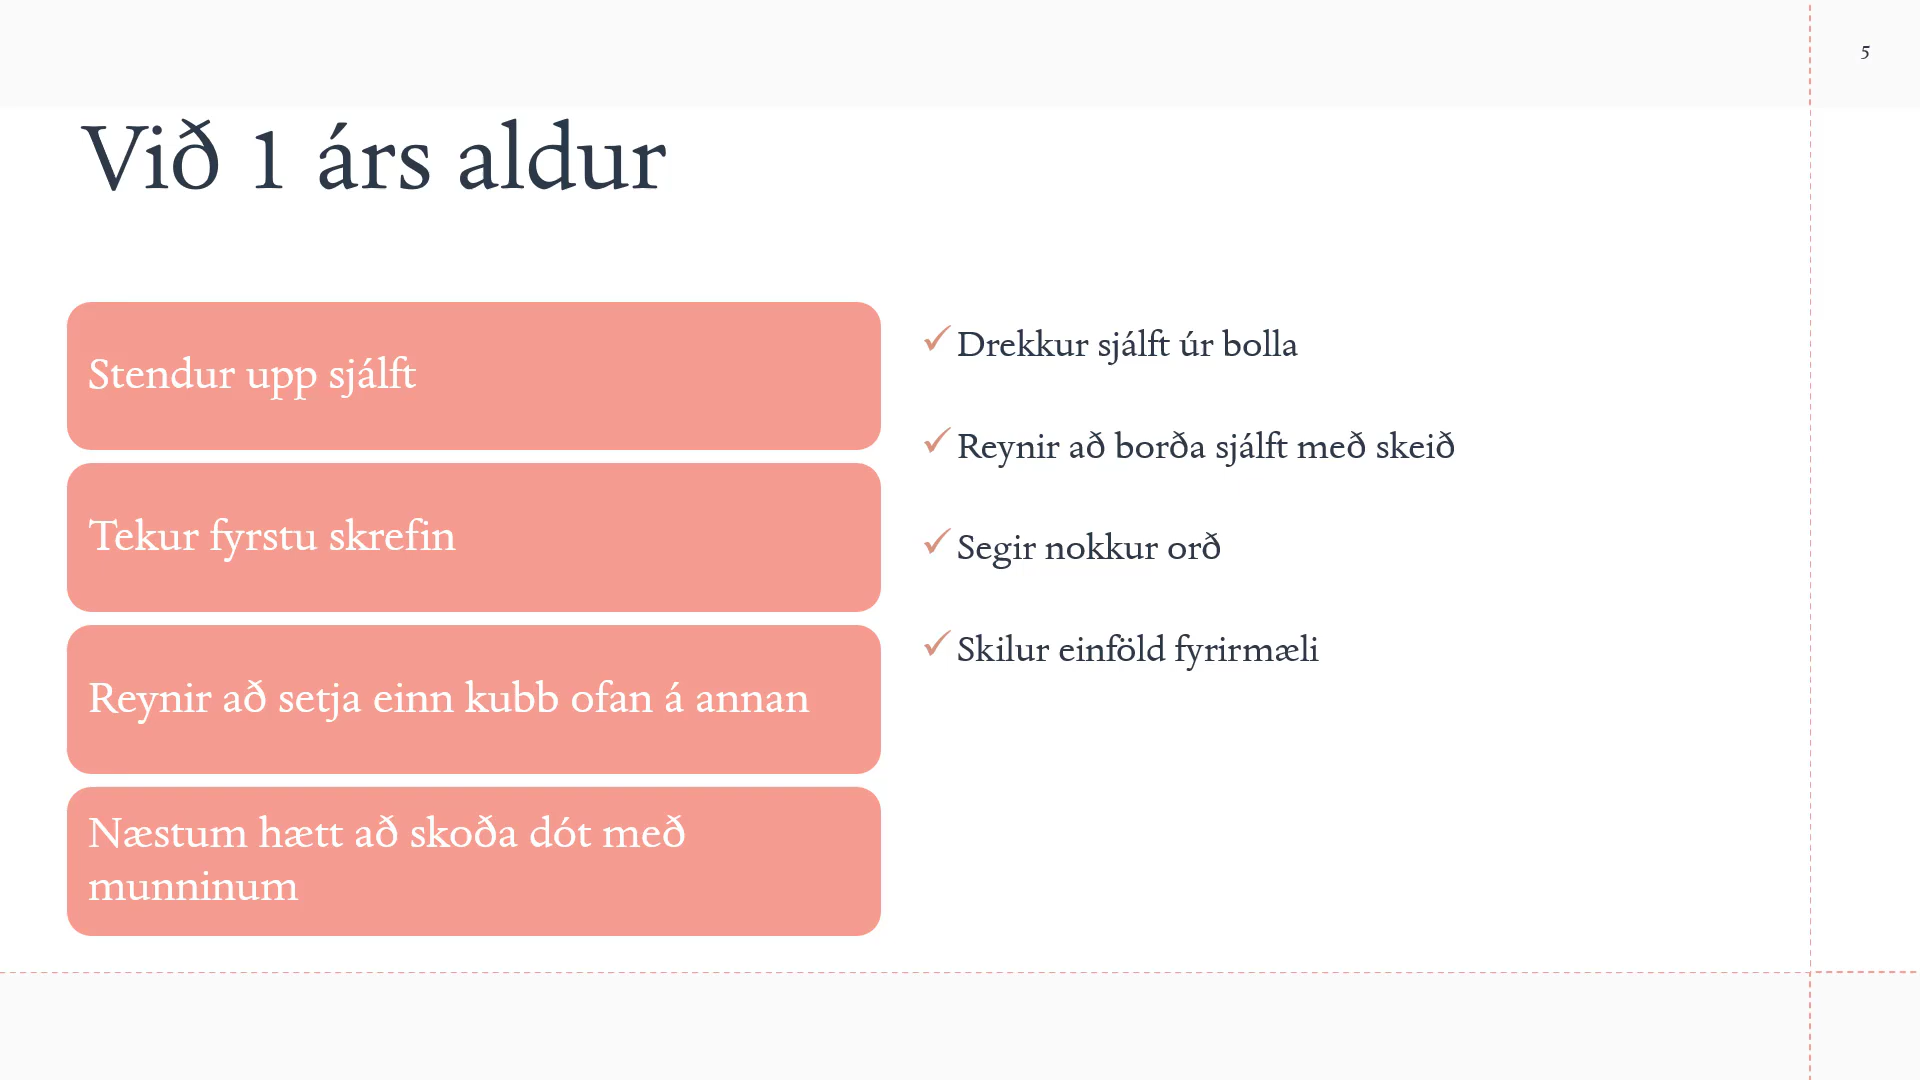 5
Við 1 árs aldur
Stendur upp sjálft
Tekur fyrstu skrefin
Reynir að setja einn kubb ofan á annan
Næstum hætt að skoða dót með
munninum
Drekkur sjálft úr bolla
Reynir að borða sjálft með skeið
Segir nokkur orð
Skilur einföld fyrirmæli